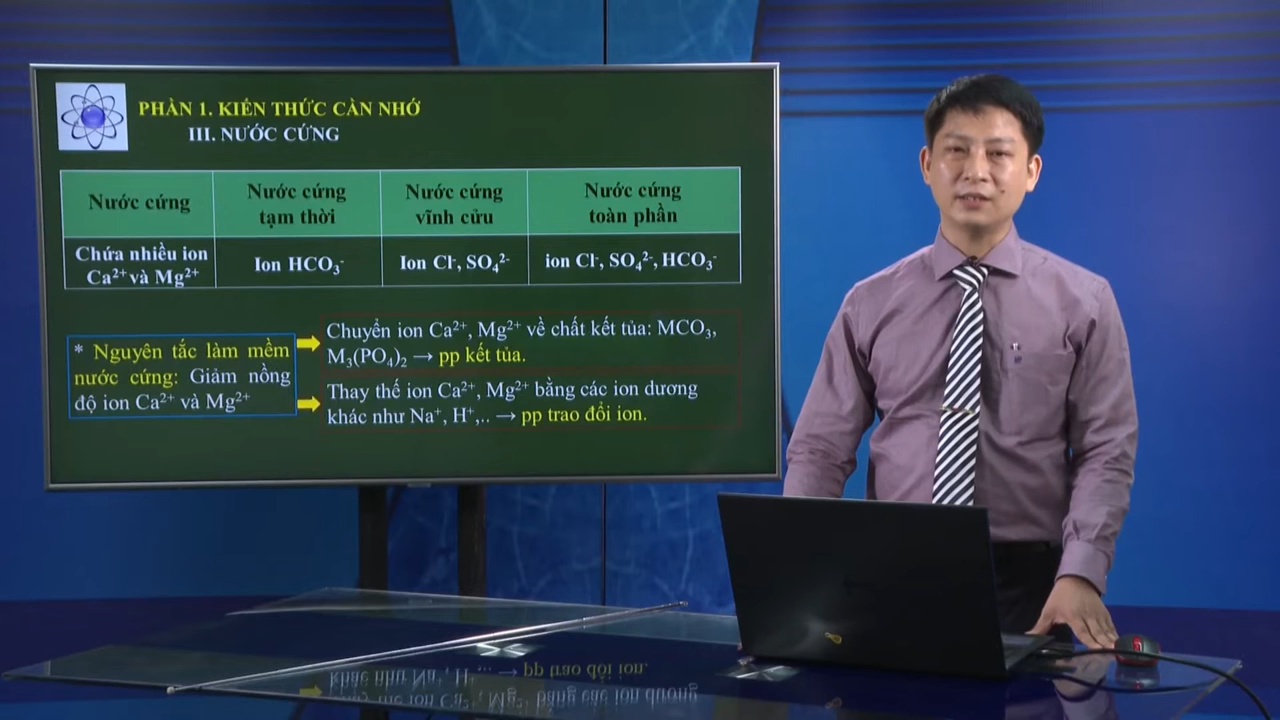 PHẦN 1. KIẾN THỨC CẦN NHỚ
III. NƯỚC CỨNG
Nước cứng
Nước cứng
tạm thời
Nước cứng
vĩnh cửu
Nước cứng
toàn phần
Chứa nhiều ion
Ca²⁺ và Mg²⁺
Ion HCO₃⁻
Ion Cl⁻, SO₄²⁻
ion Cl⁻, SO₄²⁻, HCO₃⁻
* Nguyên tắc làm mềm
nước cứng: Giảm nồng
độ ion Ca²⁺ và Mg²⁺
Chuyển ion Ca²⁺, Mg²⁺ về chất kết tủa: MCO₃,
M₃(PO₄)₂ → pp kết tủa.
Thay thế ion Ca²⁺, Mg²⁺ bằng các ion dương
khác như Na⁺, H⁺,.. → pp trao đổi ion.